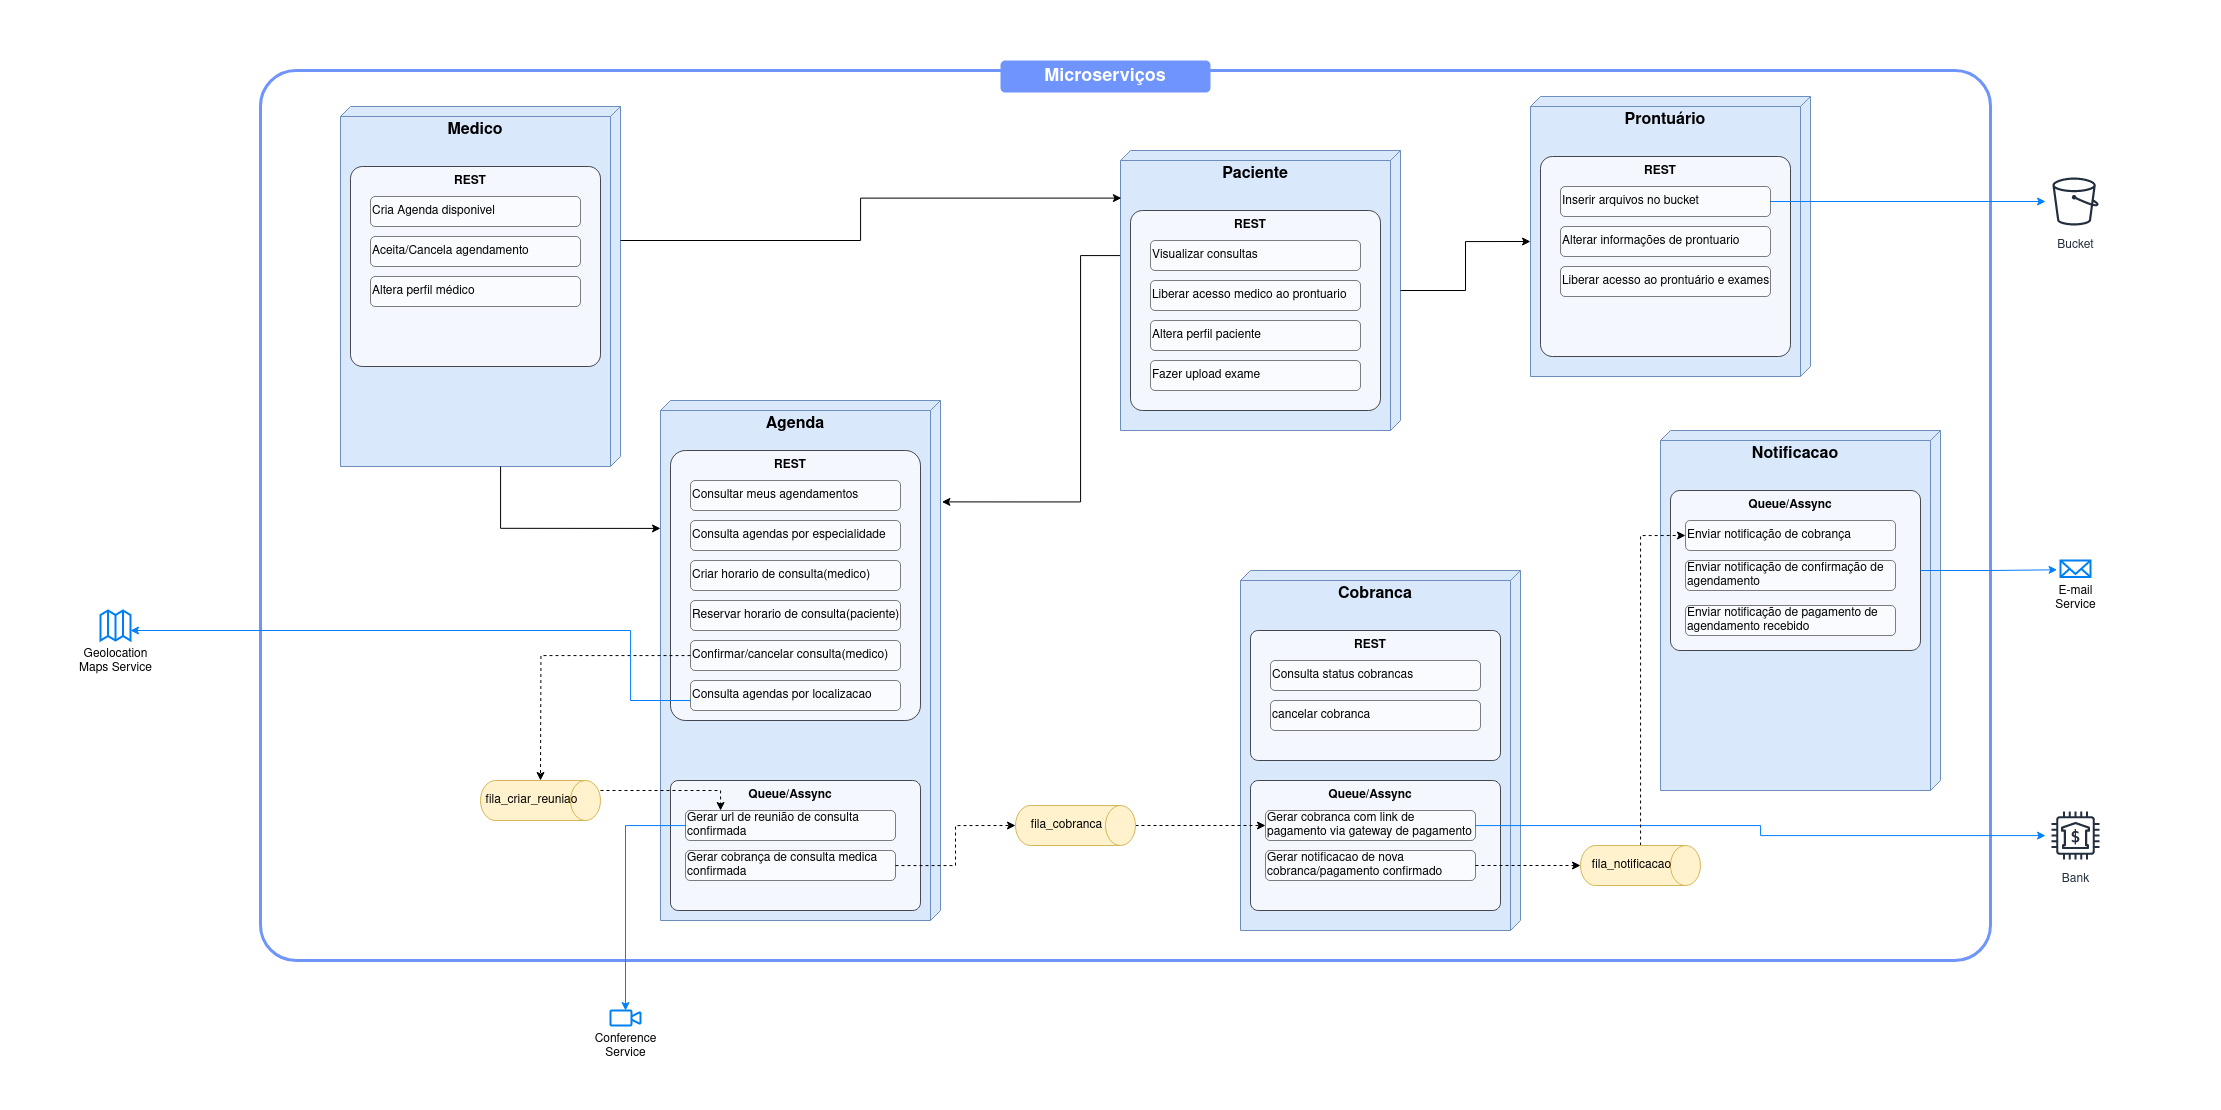 Microserviços
Medico
REST
Cria Agenda disponivel
Aceita/Cancela agendamento
Altera perfil médico
Paciente
REST
Visualizar consultas
Liberar acesso medico ao prontuario
Altera perfil paciente
Fazer upload exame
Prontuário
REST
Inserir arquivos no bucket
Alterar informações de prontuario
Liberar acesso ao prontuário e exames
Bucket
Agenda
REST
Consultar meus agendamentos
Consulta agendas por especialidade
Criar horario de consulta(medico)
Reservar horario de consulta(paciente)
Confirmar/cancelar consulta(medico)
Consulta agendas por localizacao
Queue/Assync
Gerar url de reunião de consulta
confirmada
Gerar cobrança de consulta medica
confirmada
Geolocation
Maps Service
fila_criar_reuniao
Conference
Service
fila_cobranca
Cobranca
REST
Consulta status cobrancas
cancelar cobranca
Queue/Assync
Gerar cobranca com link de
pagamento via gateway de pagamento
Gerar notificacao de nova
cobranca/pagamento confirmado
fila_notificacao
Notificacao
Queue/Assync
Enviar notificação de cobrança
Enviar notificação de confirmação de
agendamento
Enviar notificação de pagamento de
agendamento recebido
E-mail
Service
$
Bank